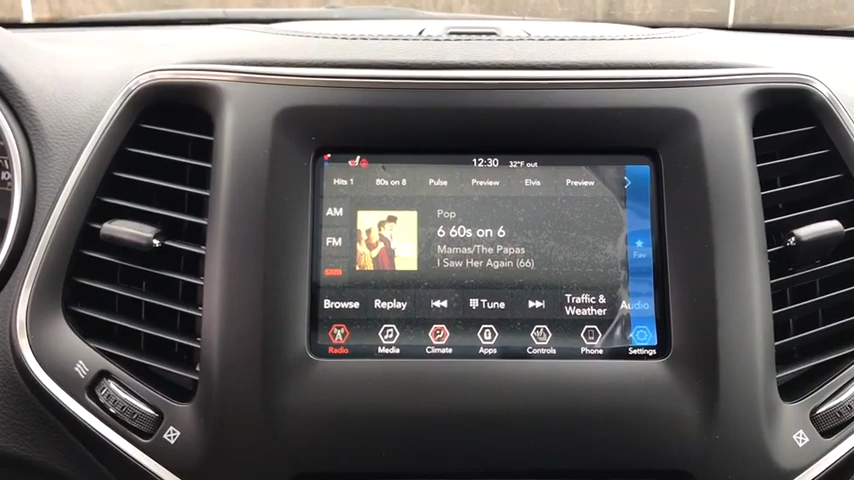 12:30 32°F out
Hits 1 80s on 8 Pulse Preview Elvis Preview
AM
FM
SXM
Pop
6 60s on 6
Mamas/The Papas
I Saw Her Again (66)
Fav
Browse Replay Tune Traffic & Weather Audio
Radio Media Climate Apps Controls Phone Settings